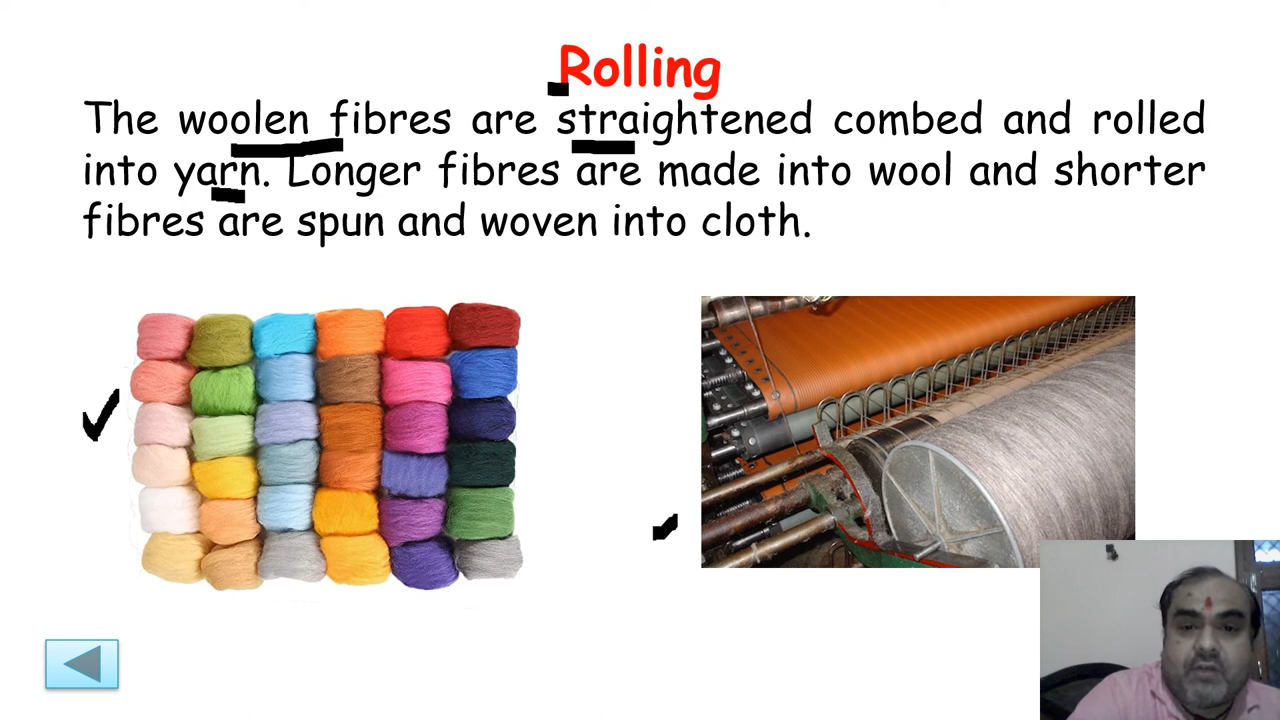 Rolling
The woolen fibres are straightened combed and rolled
into yarn. Longer fibres are made into wool and shorter
fibres are spun and woven into cloth.